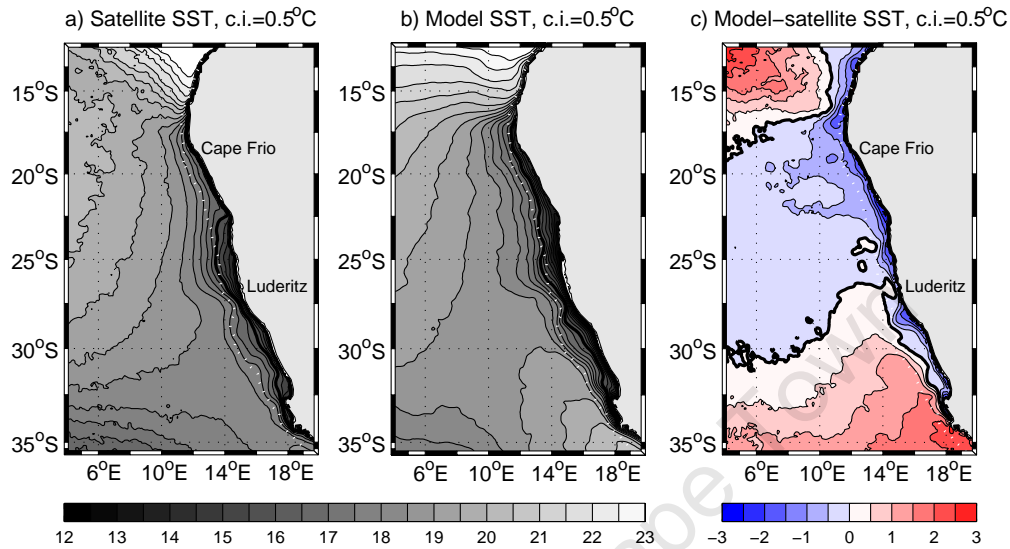 a) Satellite SST, c.i.=0.5°C
b) Model SST, c.i.=0.5°C
c) Model−satellite SST, c.i.=0.5°C
15°S
20°S
25°S
30°S
35°S
6°E 10°E 14°E 18°E
Cape Frio
Luderitz
15°S
20°S
25°S
30°S
35°S
6°E 10°E 14°E 18°E
15°S
20°S
25°S
30°S
35°S
6°E 10°E 14°E 18°E
Cape Frio
Luderitz
12 13 14 15 16 17 18 19 20 21 22 23
−3 −2 −1 0 1 2 3
Cape Town